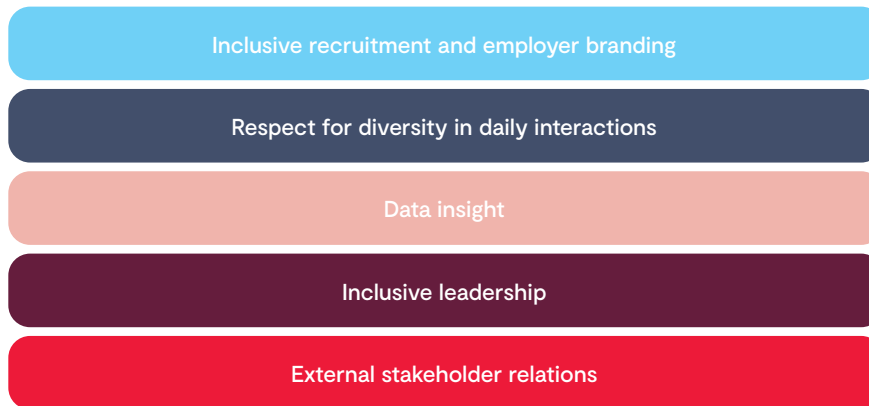 Inclusive recruitment and employer branding
Respect for diversity in daily interactions
Data insight
Inclusive leadership
External stakeholder relations